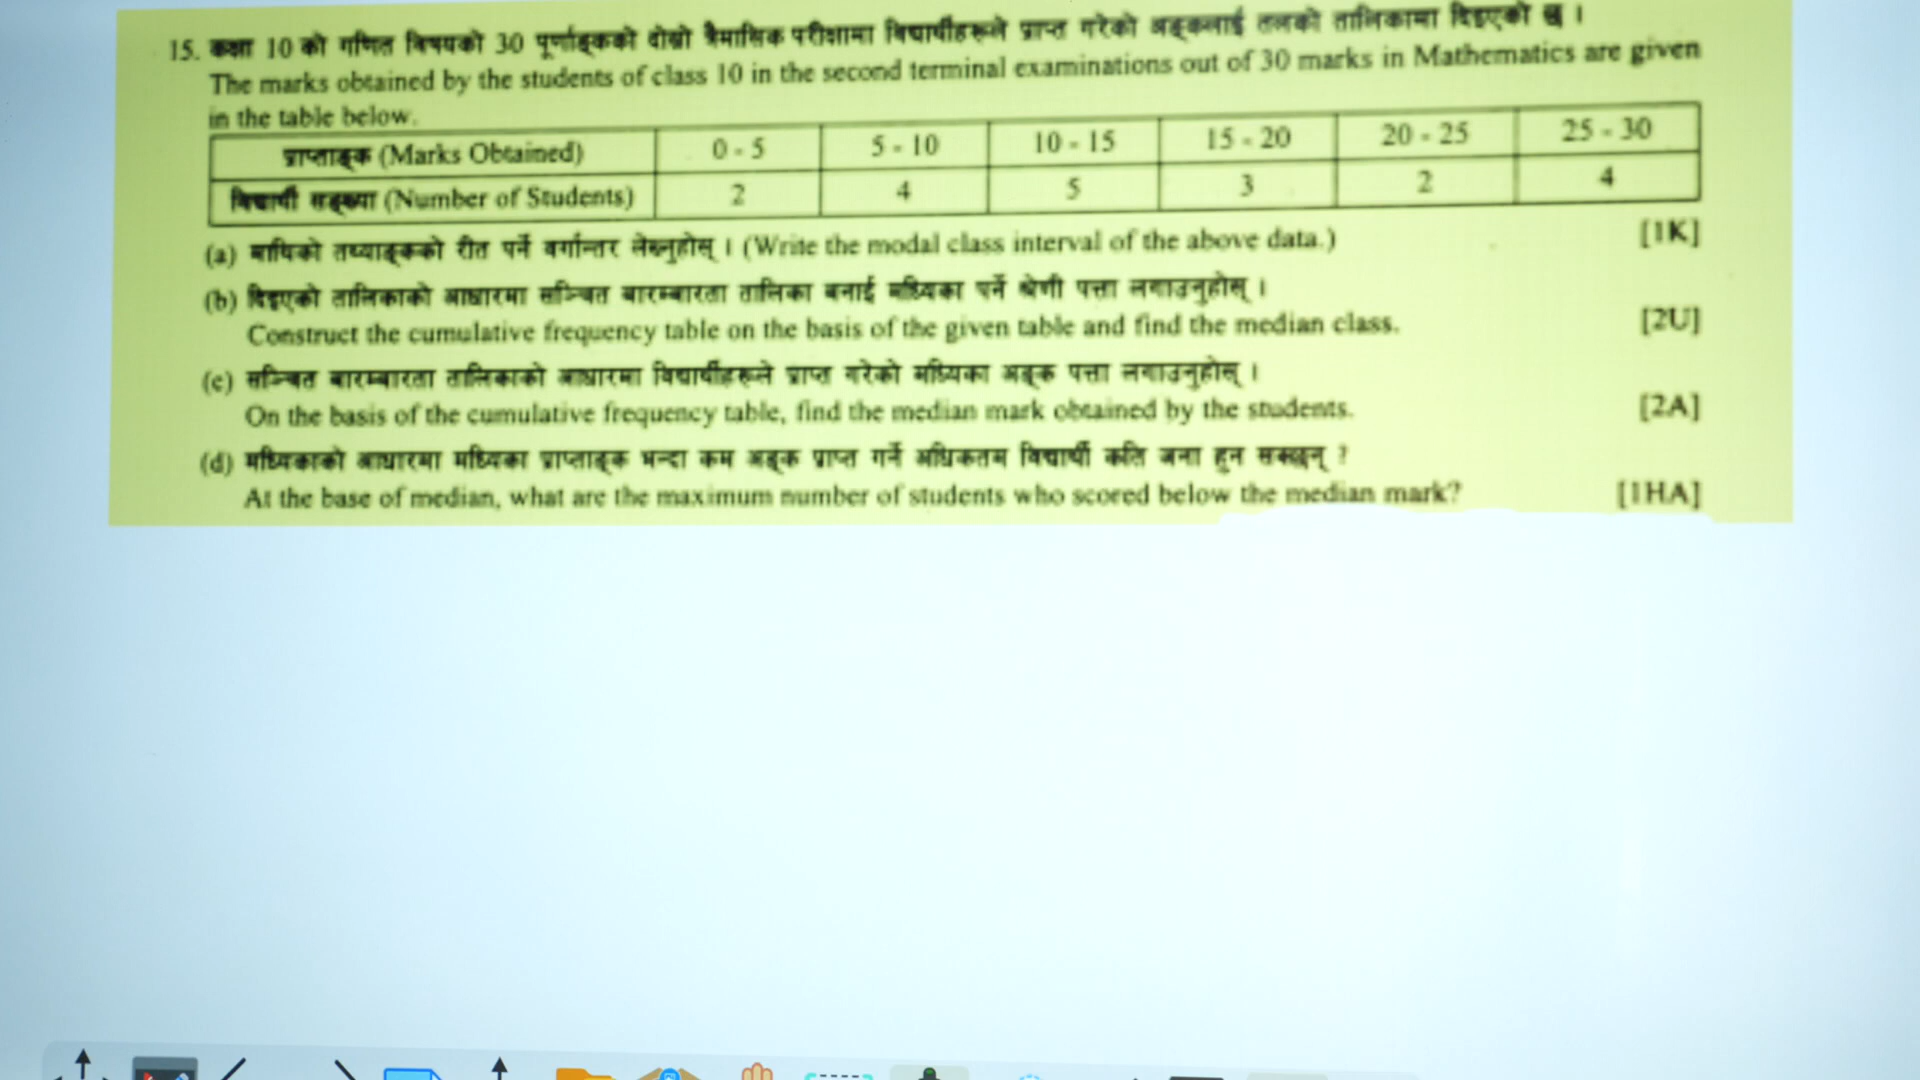 15. कक्षा 10 को गणित विषयको 30 पूर्णाङ्कको दोस्रो त्रैमासिक परीक्षामा विद्यार्थीहरूले प्राप्त गरेको अङ्कलाई तलको तालिकामा दिइएको छ ।
The marks obtained by the students of class 10 in the second terminal examinations out of 30 marks in Mathematics are given
in the table below.
प्राप्ताङ्क (Marks Obtained) 0 - 5 5 - 10 10 - 15 15 - 20 20 - 25 25 - 30
विद्यार्थी सङ्ख्या (Number of Students) 2 4 5 3 2 4
(a) माथिको तथ्याङ्कको रीत पर्ने वर्गान्तर लेख्नुहोस् । (Write the modal class interval of the above data.) [1K]
(b) दिइएको तालिकाको आधारमा सञ्चित बारम्बारता तालिका बनाई मध्यिका पर्ने श्रेणी पत्ता लगाउनुहोस् ।
Construct the cumulative frequency table on the basis of the given table and find the median class. [2U]
(c) सञ्चित बारम्बारता तालिकाको आधारमा विद्यार्थीहरूले प्राप्त गरेको मध्यिका अङ्क पत्ता लगाउनुहोस् ।
On the basis of the cumulative frequency table, find the median mark obtained by the students. [2A]
(d) मध्यिकाको आधारमा मध्यिका प्राप्ताङ्क भन्दा कम अङ्क प्राप्त गर्ने अधिकतम विद्यार्थी कति जना हुन सक्छन् ?
At the base of median, what are the maximum number of students who scored below the median mark? [1HA]